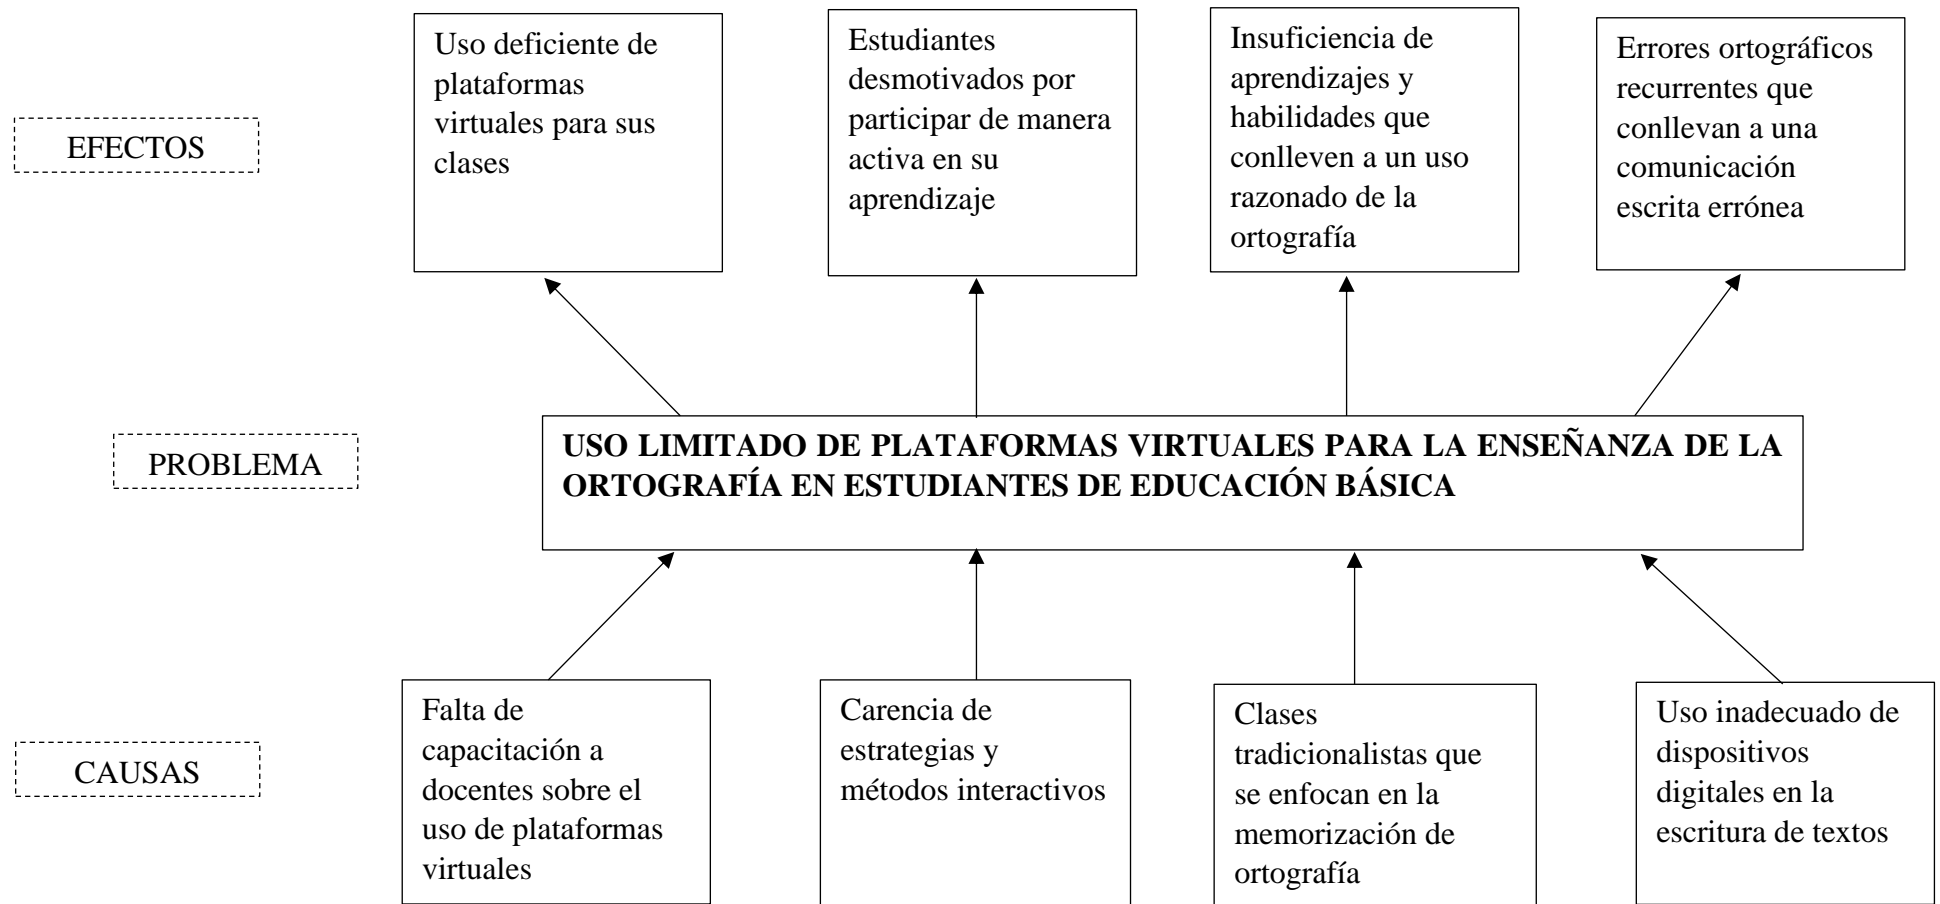 Uso deficiente de
plataformas
virtuales para sus
clases
Estudiantes
desmotivados por
participar de manera
activa en su
aprendizaje
Insuficiencia de
aprendizajes y
habilidades que
conlleven a un uso
razonado de la
ortografía
Errores ortográficos
recurrentes que
conllevan a una
comunicación
escrita errónea
EFECTOS
PROBLEMA
USO LIMITADO DE PLATAFORMAS VIRTUALES PARA LA ENSEÑANZA DE LA
ORTOGRAFÍA EN ESTUDIANTES DE EDUCACIÓN BÁSICA
CAUSAS
Falta de
capacitación a
docentes sobre el
uso de plataformas
virtuales
Carencia de
estrategias y
métodos interactivos
Clases
tradicionalistas que
se enfocan en la
memorización de
ortografía
Uso inadecuado de
dispositivos
digitales en la
escritura de textos